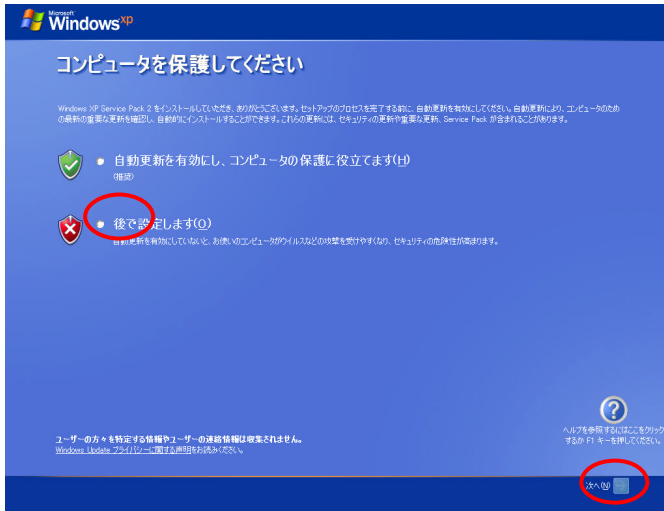 Microsoft
Windows xp
コンピュータを保護してください
Windows XP Service Pack 2 をインストールしていただき、ありがとうございます。セットアップのプロセスを完了する前に、自動更新を有効にしてください。自動更新により、コンピュータのため
の最新の重要な更新を確認し、自動的にインストールすることができます。これらの更新には、セキュリティの更新や重要な更新、Service Pack が含まれることがあります。
自動更新を有効にし、コンピュータの保護に役立てます(H)
(推奨)
後で設定します(O)
自動更新を有効にしていないと、お使いのコンピュータがウイルスなどの攻撃を受けやすくなり、セキュリティの危険性が高まります。
ヘルプを参照するにはここをクリック
するか F1 キーを押してください。
ユーザーの方々を特定する情報やユーザーの連絡情報は収集されません。
Windows Update プライバシーに関する声明をお読みください。
次へ(N)